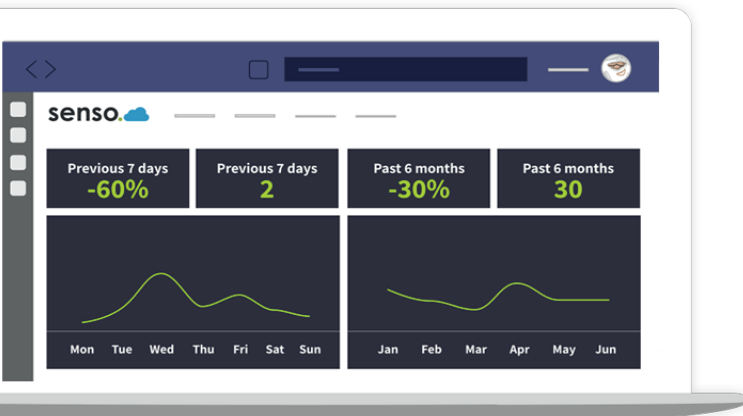 senso.
Previous 7 days
-60%
Previous 7 days
2
Past 6 months
-30%
Past 6 months
30
Mon Tue Wed Thu Fri Sat Sun
Jan Feb Mar Apr May Jun